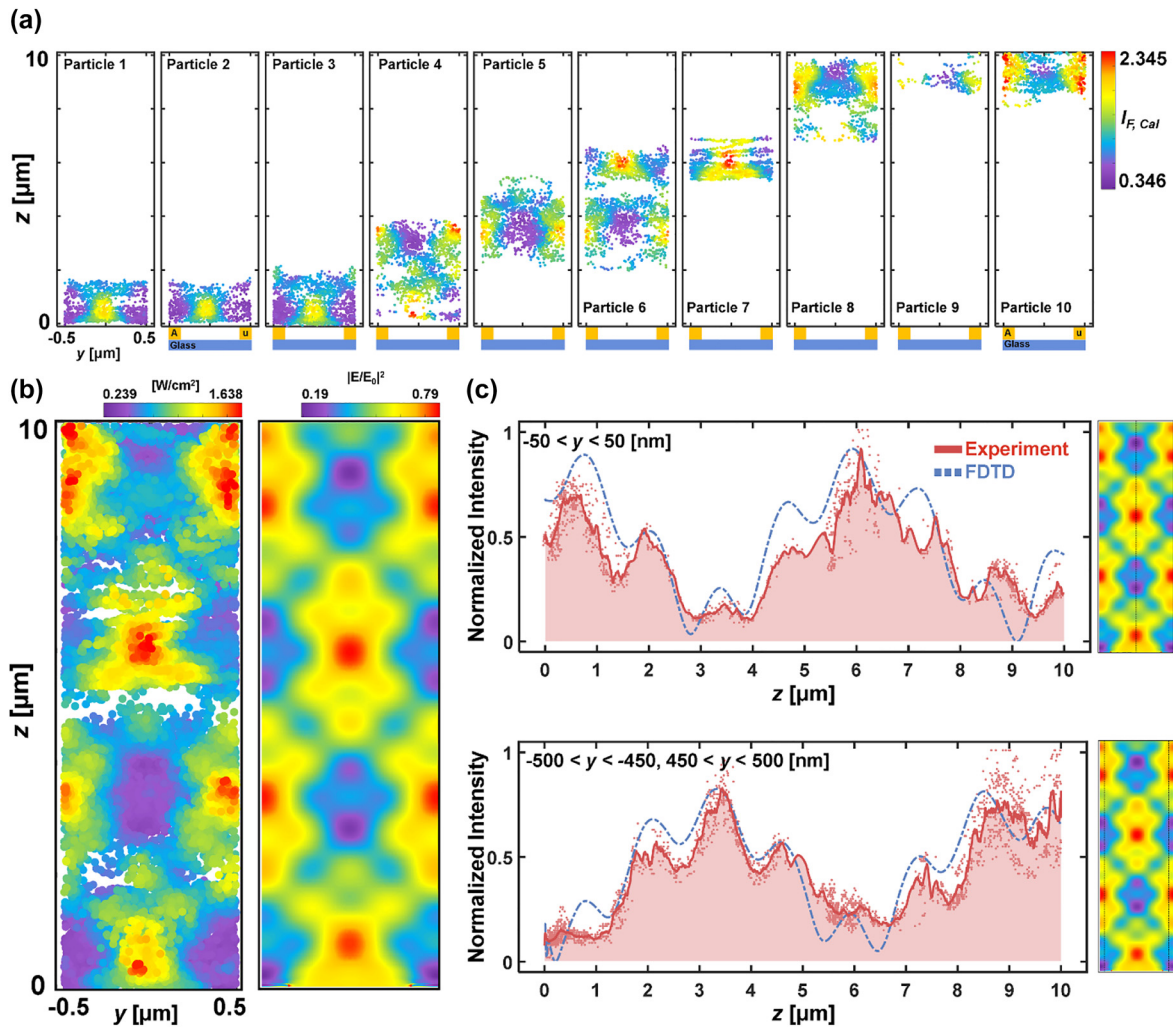 (a)
10
Particle 1
Particle 2
Particle 3
Particle 4
Particle 5
Particle 6
Particle 7
Particle 8
Particle 9
Particle 10
2.345
I_F, Cal
0.346
z [µm]
0
-0.5
0.5
y [µm]
A
u
Glass
A
u
Glass
(b)
[W/cm²]
0.239
1.638
|E/E₀|²
0.19
0.79
10
z [µm]
0
-0.5
0.5
y [µm]
(c)
-50 < y < 50 [nm]
Experiment
FDTD
Normalized Intensity
1
0.5
0
0 1 2 3 4 5 6 7 8 9 10
z [µm]
-500 < y < -450, 450 < y < 500 [nm]
Normalized Intensity
1
0.5
0
0 1 2 3 4 5 6 7 8 9 10
z [µm]